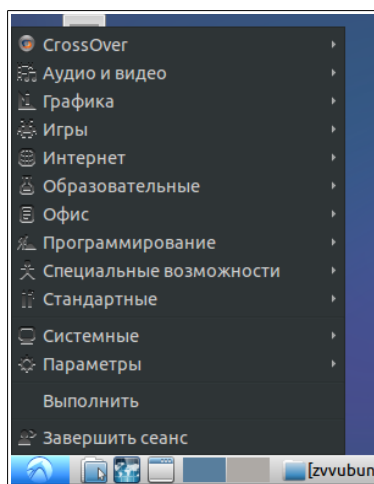 CrossOver
Аудио и видео
Графика
Игры
Интернет
Образовательные
Офис
Программирование
Специальные возможности
Стандартные
Системные
Параметры
Выполнить
Завершить сеанс
[zvvubun